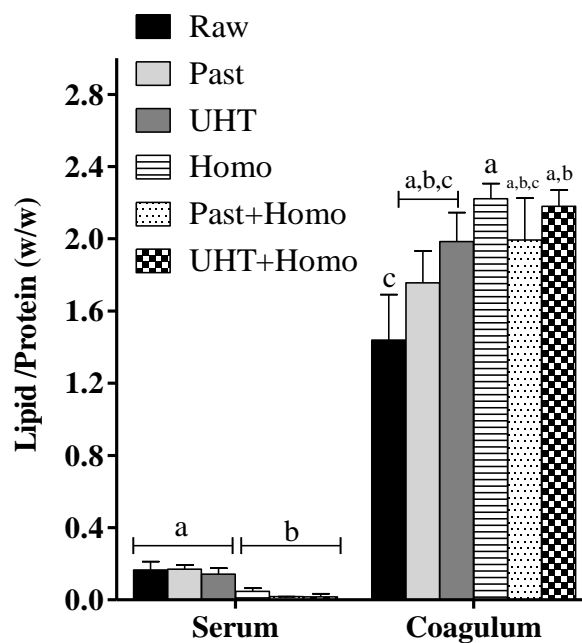 Raw
Past
UHT
Homo
Past+Homo
UHT+Homo
Lipid /Protein (w/w)
2.8
2.4
2.0
1.6
1.2
0.8
0.4
0.0
a
b
c
a,b,c
a
a,b,c
a,b
Serum
Coagulum